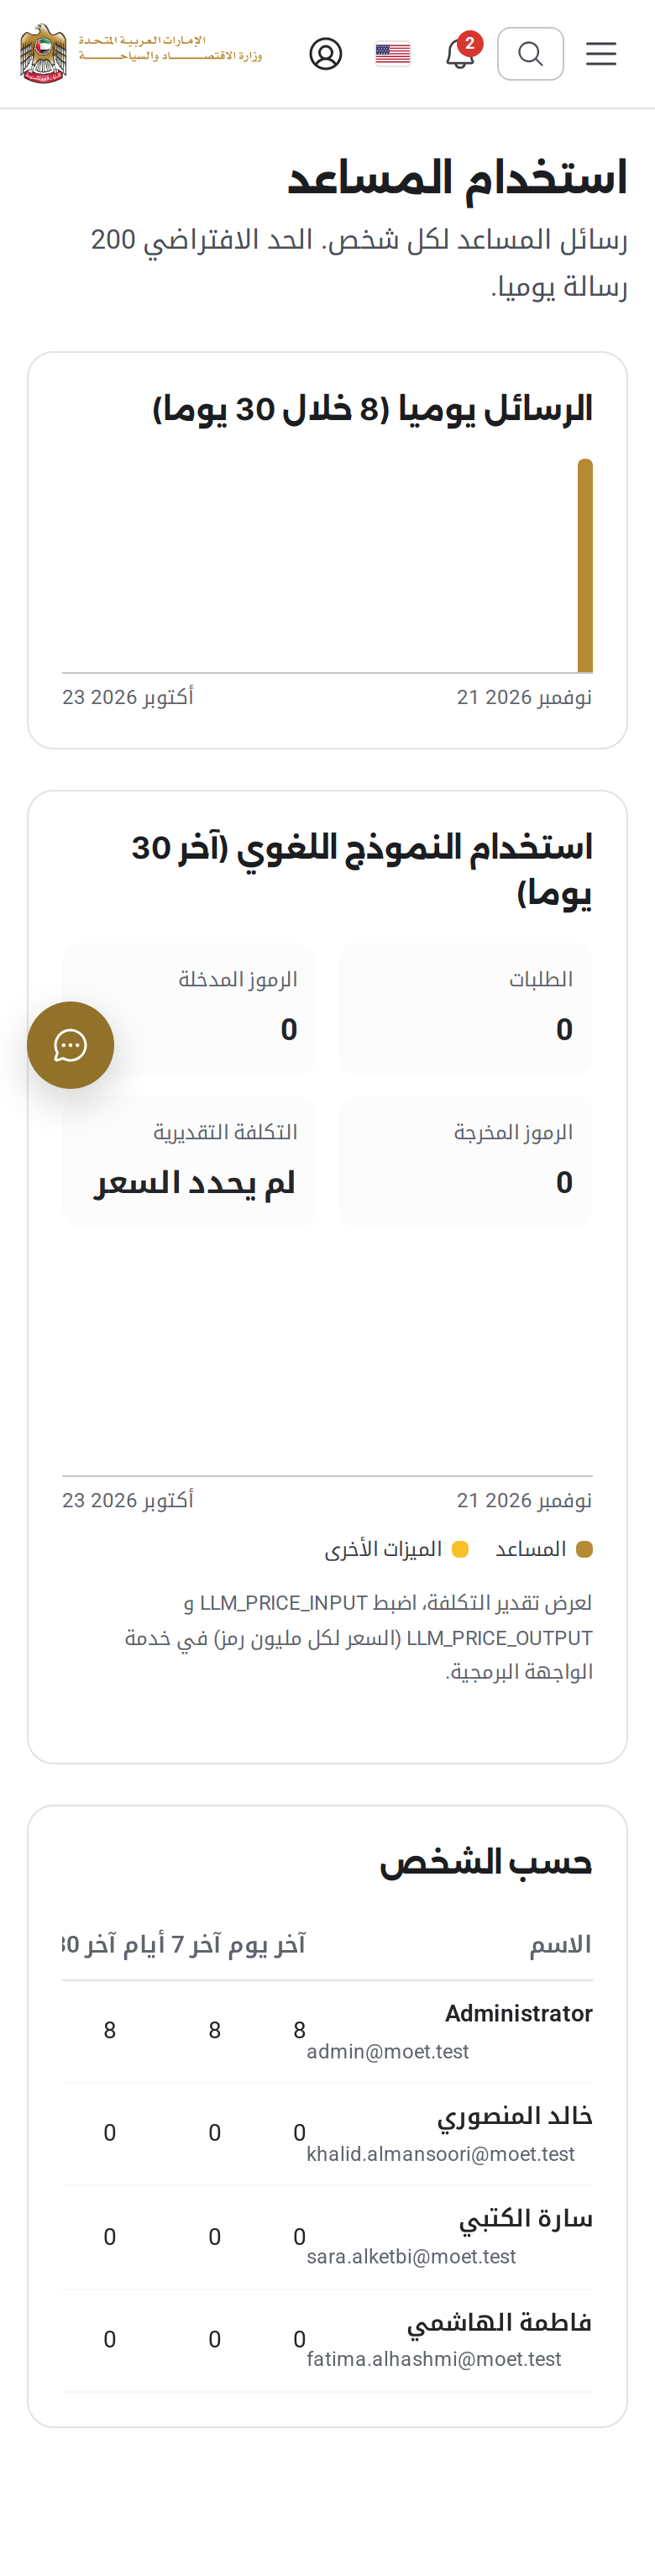 الإمارات العربية المتحدة
وزارة الاقتصاد والسياحة
2
استخدام المساعد
رسائل المساعد لكل شخص. الحد الافتراضي 200
رسالة يوميا.
الرسائل يوميا (8 خلال 30 يوما)
نوفمبر 2026 21
أكتوبر 2026 23
استخدام النموذج اللغوي (آخر 30
يوما)
الطلبات
0
الرموز المدخلة
0
الرموز المخرجة
0
التكلفة التقديرية
لم يحدد السعر
نوفمبر 2026 21
أكتوبر 2026 23
المساعد
الميزات الأخرى
لعرض تقدير التكلفة، اضبط LLM_PRICE_INPUT و
LLM_PRICE_OUTPUT (السعر لكل مليون رمز) في خدمة
الواجهة البرمجية.
حسب الشخص
الاسم آخر يوم آخر 7 أيام آخر
Administrator 8 8 8
admin@moet.test
خالد المنصوري 0 0 0
khalid.almansoori@moet.test
سارة الكتبي 0 0 0
sara.alketbi@moet.test
فاطمة الهاشمي 0 0 0
fatima.alhashmi@moet.test